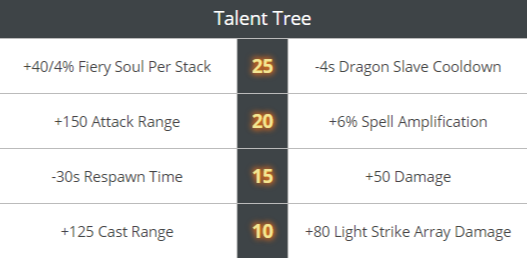 Talent Tree
+40/4% Fiery Soul Per Stack 25 -4s Dragon Slave Cooldown
+150 Attack Range 20 +6% Spell Amplification
-30s Respawn Time 15 +50 Damage
+125 Cast Range 10 +80 Light Strike Array Damage